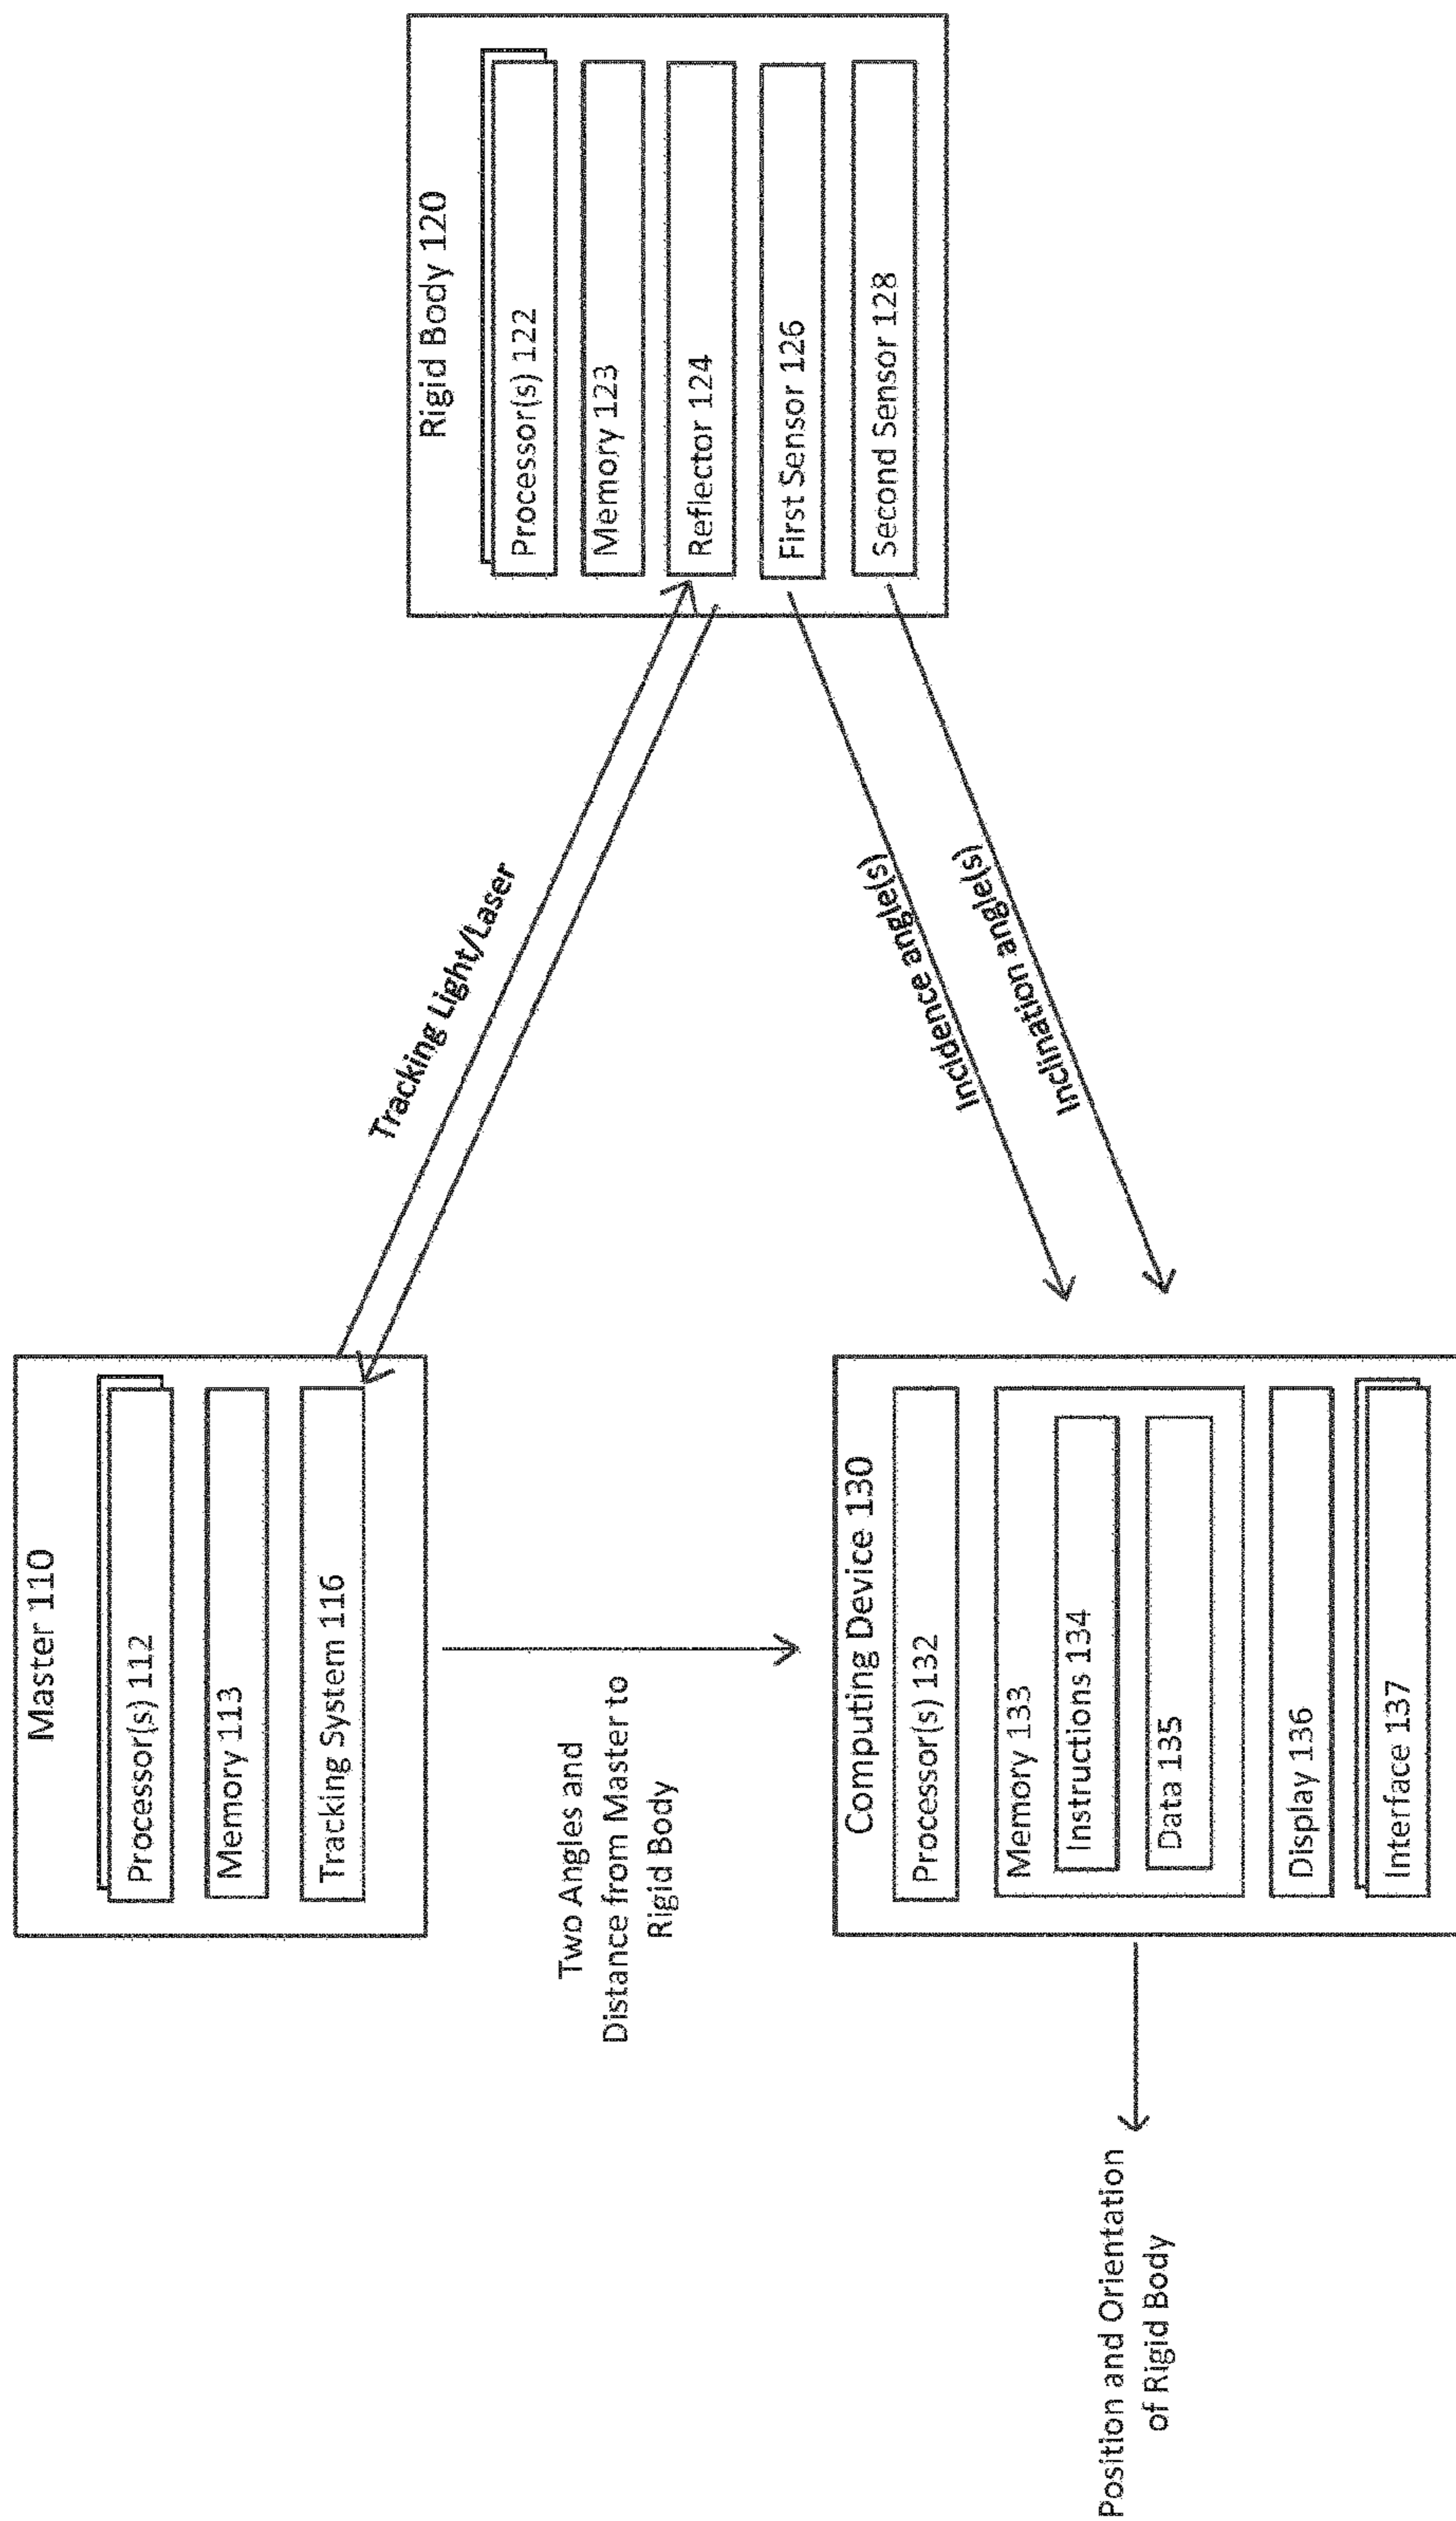 Master 110
Processor(s) 112
Memory 113
Tracking System 116
Tracking Light/Laser
Rigid Body 120
Processor(s) 122
Memory 123
Reflector 124
First Sensor 126
Second Sensor 128
Two Angles and
Distance from Master to
Rigid Body
Incidence angle(s)
Inclination angle(s)
Computing Device 130
Processor(s) 132
Memory 133
Instructions 134
Data 135
Display 136
Interface 137
Position and Orientation
of Rigid Body